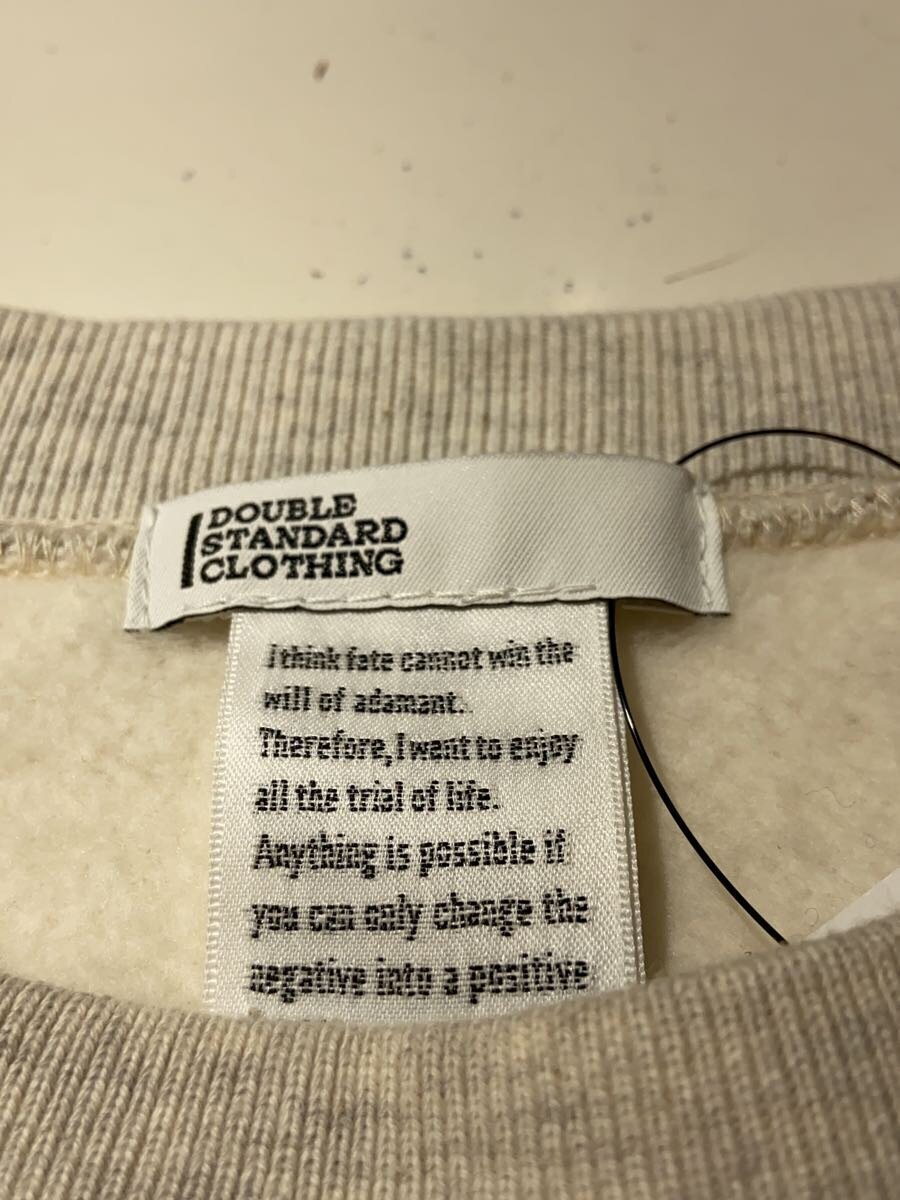 DOUBLE
STANDARD
CLOTHING
I think fate cannot win the
will of adamant.
Therefore, I want to enjoy
all the trial of life.
Anything is possible if
you can only change the
negative into a positive